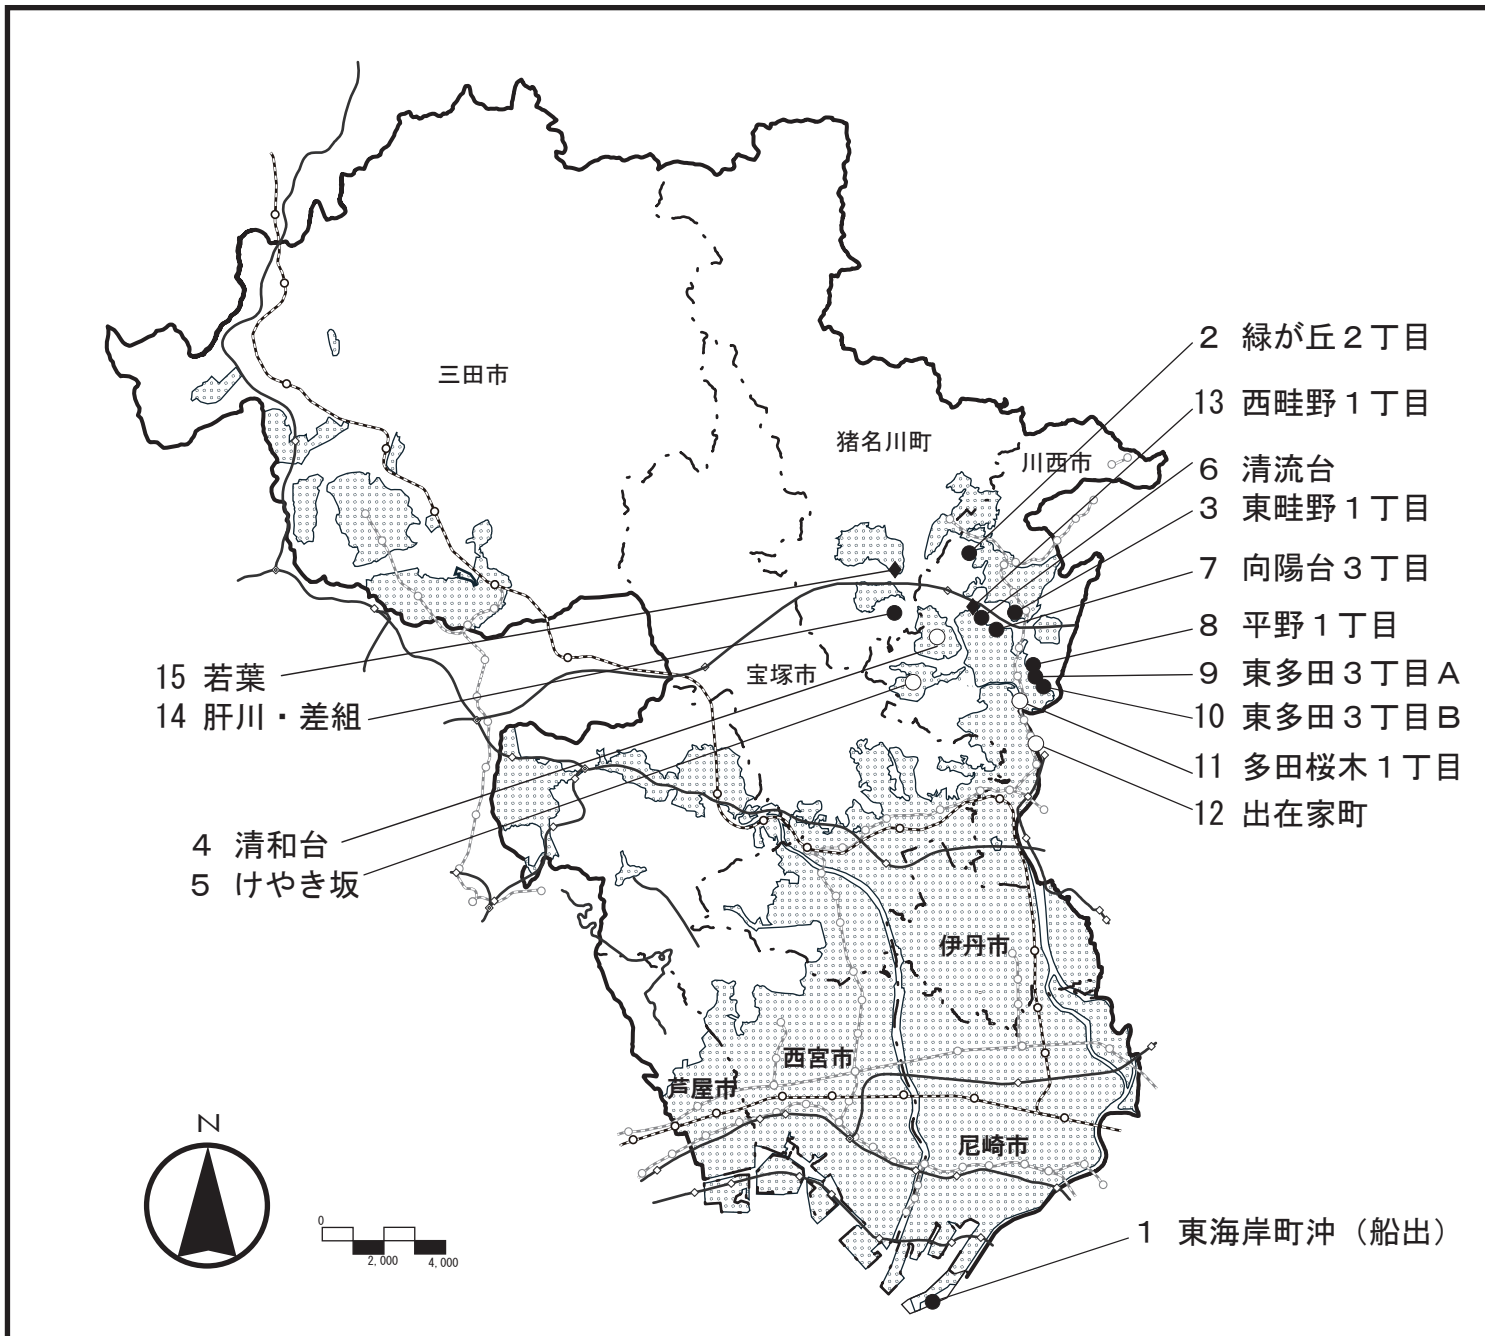 2 緑が丘２丁目
三田市
13 西畦野１丁目
猪名川町
川西市
6 清流台
3 東畦野１丁目
7 向陽台３丁目
8 平野１丁目
15 若葉
宝塚市
9 東多田３丁目Ａ
14 肝川・差組
10 東多田３丁目Ｂ
11 多田桜木１丁目
12 出在家町
4 清和台
5 けやき坂
伊丹市
西宮市
芦屋市
N
尼崎市
0
2,000 4,000
1 東海岸町沖（船出）